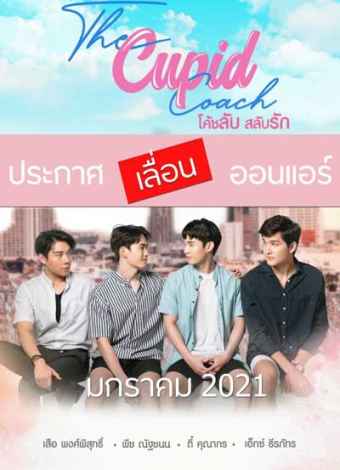 The
Cupid
Coach
โค้ชลับ สลับรัก
ประกาศ เลื่อน ออนแอร์
มกราคม 2021
เสือ พงศ์พิสุทธิ์ • พีช ณัฐชนน • ตี๋ คุณากร • เอ็กซ์ ธีรภัทร